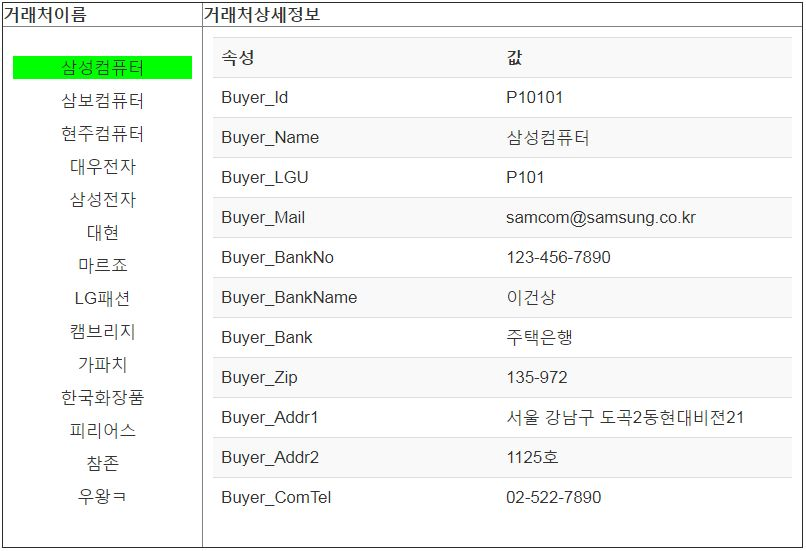 거래처이름
거래처상세정보
삼성컴퓨터
삼보컴퓨터
현주컴퓨터
대우전자
삼성전자
대현
마르죠
LG패션
캠브리지
가파치
한국화장품
피리어스
참존
우왕ㅋ
속성 값
Buyer_Id P10101
Buyer_Name 삼성컴퓨터
Buyer_LGU P101
Buyer_Mail samcom@samsung.co.kr
Buyer_BankNo 123-456-7890
Buyer_BankName 이건상
Buyer_Bank 주택은행
Buyer_Zip 135-972
Buyer_Addr1 서울 강남구 도곡2동현대비젼21
Buyer_Addr2 1125호
Buyer_ComTel 02-522-7890